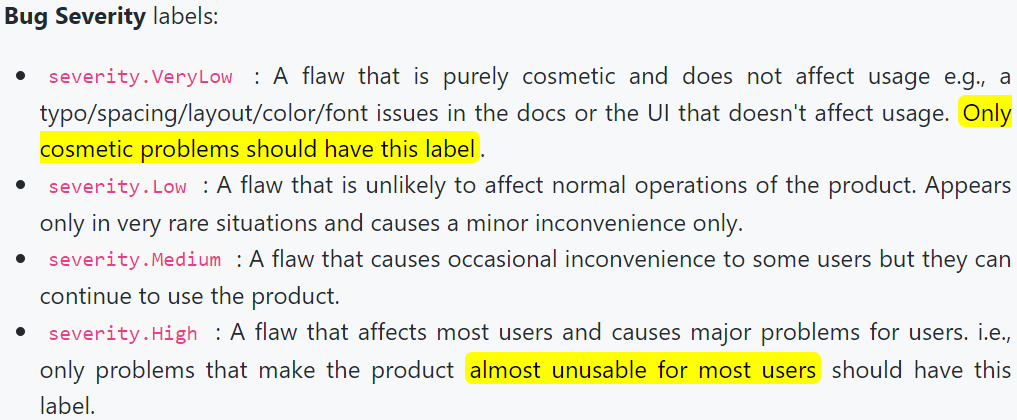 Bug Severity labels:
• severity.VeryLow : A flaw that is purely cosmetic and does not affect usage e.g., a
typo/spacing/layout/color/font issues in the docs or the UI that doesn't affect usage. Only
cosmetic problems should have this label.
• severity.Low : A flaw that is unlikely to affect normal operations of the product. Appears
only in very rare situations and causes a minor inconvenience only.
• severity.Medium : A flaw that causes occasional inconvenience to some users but they can
continue to use the product.
• severity.High : A flaw that affects most users and causes major problems for users. i.e.,
only problems that make the product almost unusable for most users should have this
label.